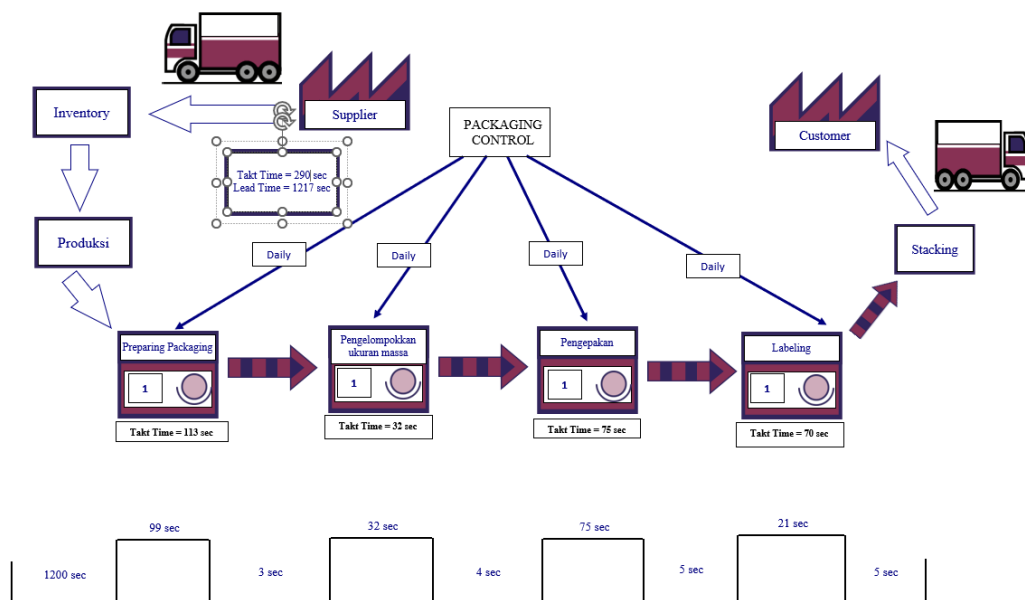 Inventory
Supplier
PACKAGING
CONTROL
Customer
Takt Time = 290 sec
Lead Time = 1217 sec
Produksi
Stacking
Daily
Daily
Daily
Daily
Preparing Packaging
Pengelompokkan
ukuran massa
Pengepakan
Labeling
1
1
1
1
Takt Time = 113 sec
Takt Time = 32 sec
Takt Time = 75 sec
Takt Time = 70 sec
99 sec
32 sec
75 sec
21 sec
1200 sec
3 sec
4 sec
5 sec
5 sec